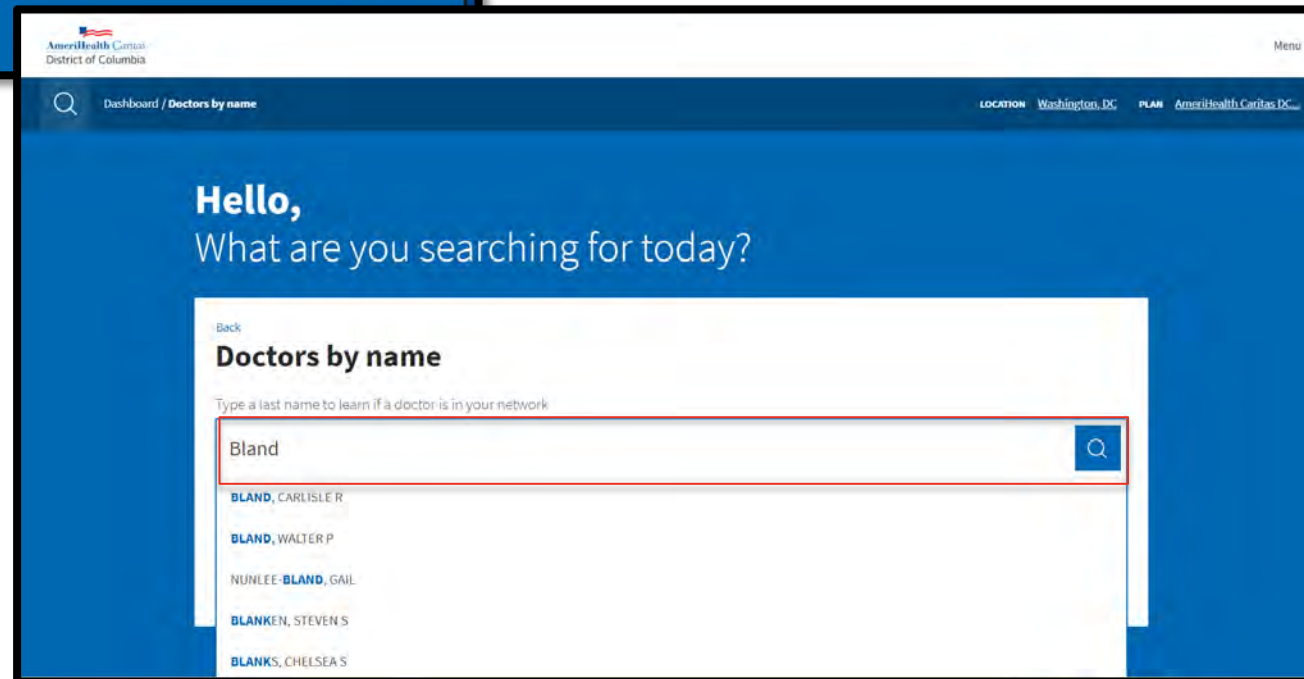 AmeriHealth Caritas
District of Columbia
Menu
Dashboard / Doctors by name
LOCATION Washington, DC PLAN AmeriHealth Caritas DC...
Hello,
What are you searching for today?
Back
Doctors by name
Type a last name to learn if a doctor is in your network
Bland
BLAND, CARLISLE R
BLAND, WALTER P
NUNLEE-BLAND, GAIL
BLANKEN, STEVEN S
BLANKS, CHELSEA S